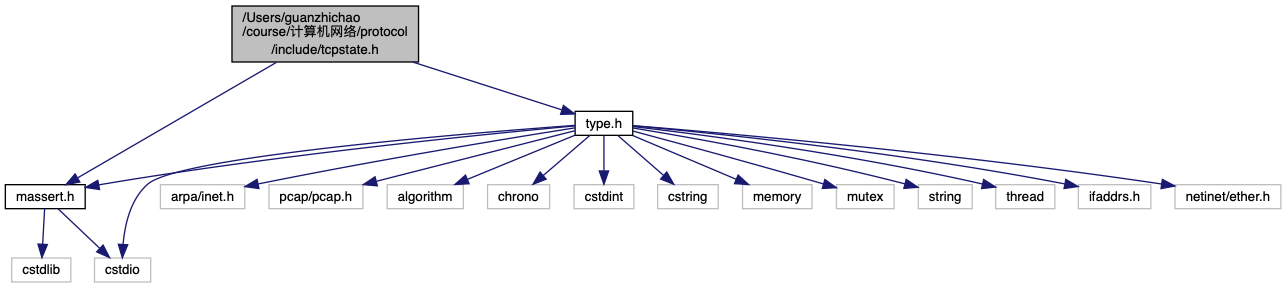 /Users/guanzhichao
/course/计算机网络/protocol
/include/tcpstate.h
type.h
massert.h
arpa/inet.h
pcap/pcap.h
algorithm
chrono
cstdint
cstring
memory
mutex
string
thread
ifaddrs.h
netinet/ether.h
cstdlib
cstdio